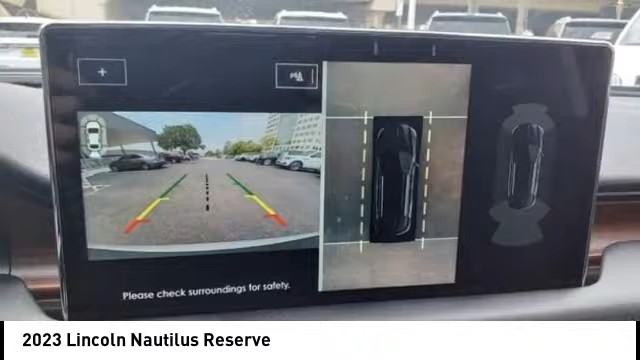 Please check surroundings for safety.
2023 Lincoln Nautilus Reserve